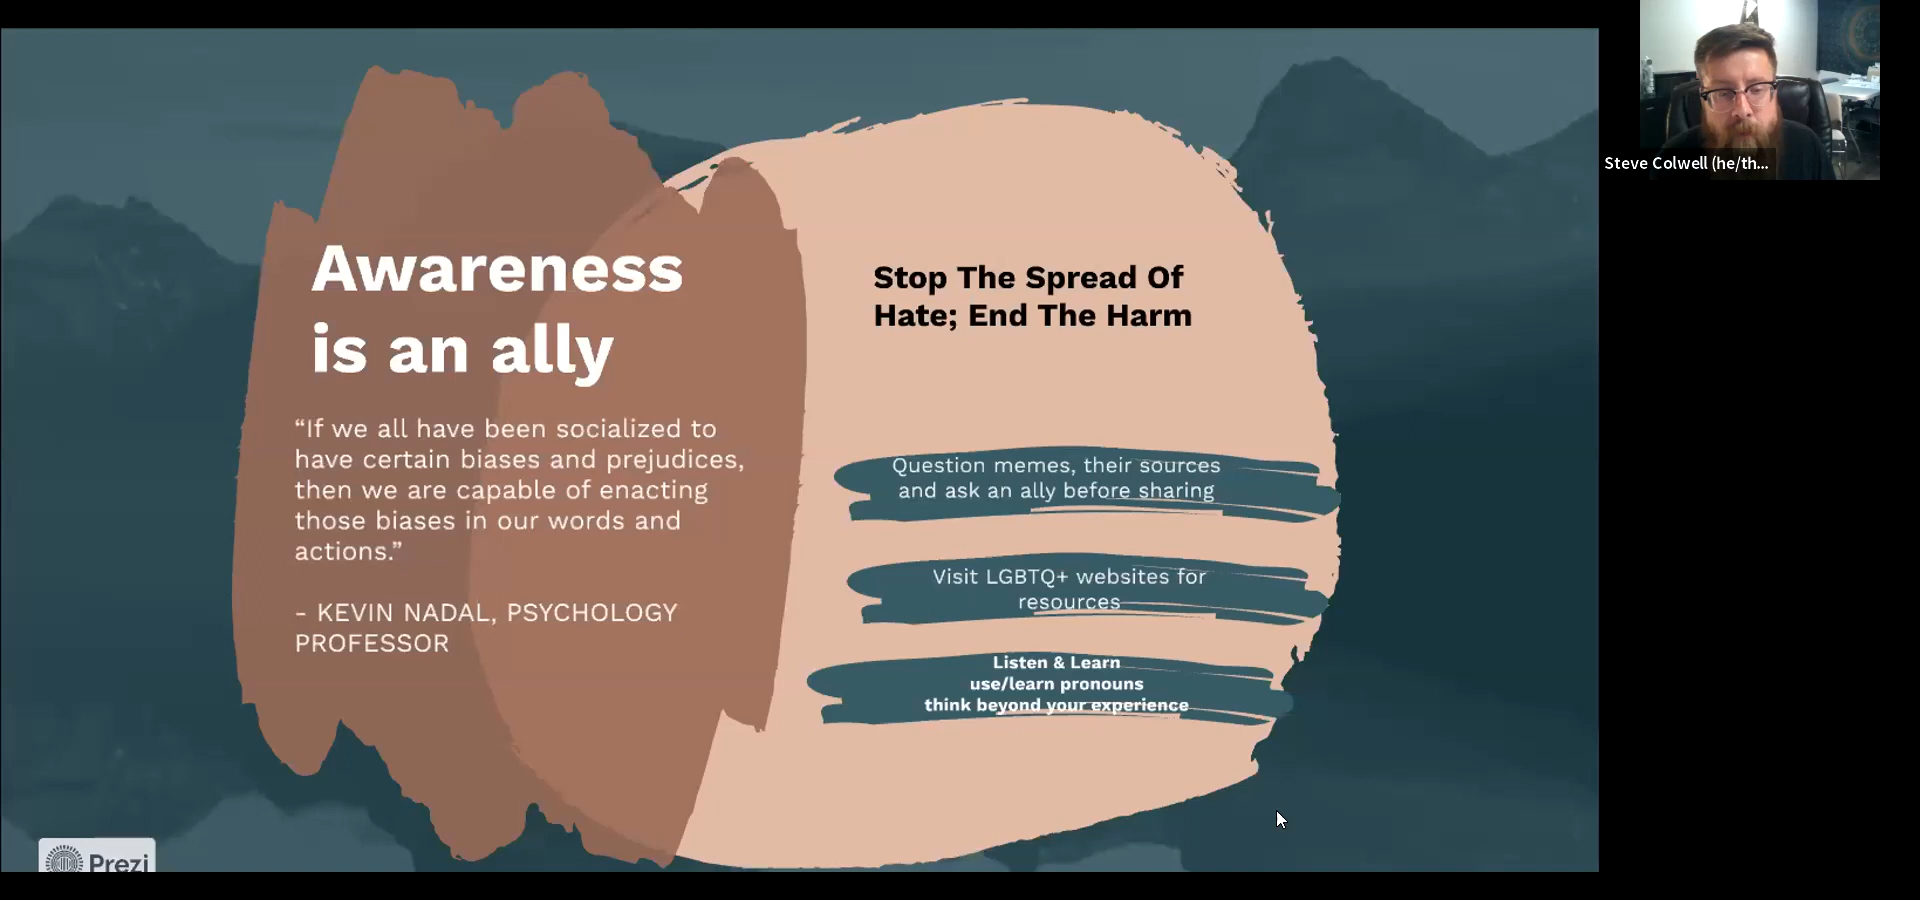 Awareness
is an ally
“If we all have been socialized to
have certain biases and prejudices,
then we are capable of enacting
those biases in our words and
actions.”
- KEVIN NADAL, PSYCHOLOGY
PROFESSOR
Stop The Spread Of
Hate; End The Harm
Question memes, their sources
and ask an ally before sharing
Visit LGBTQ+ websites for
resources
Listen & Learn
use/learn pronouns
think beyond your experience
Prezi
Steve Colwell (he/th...